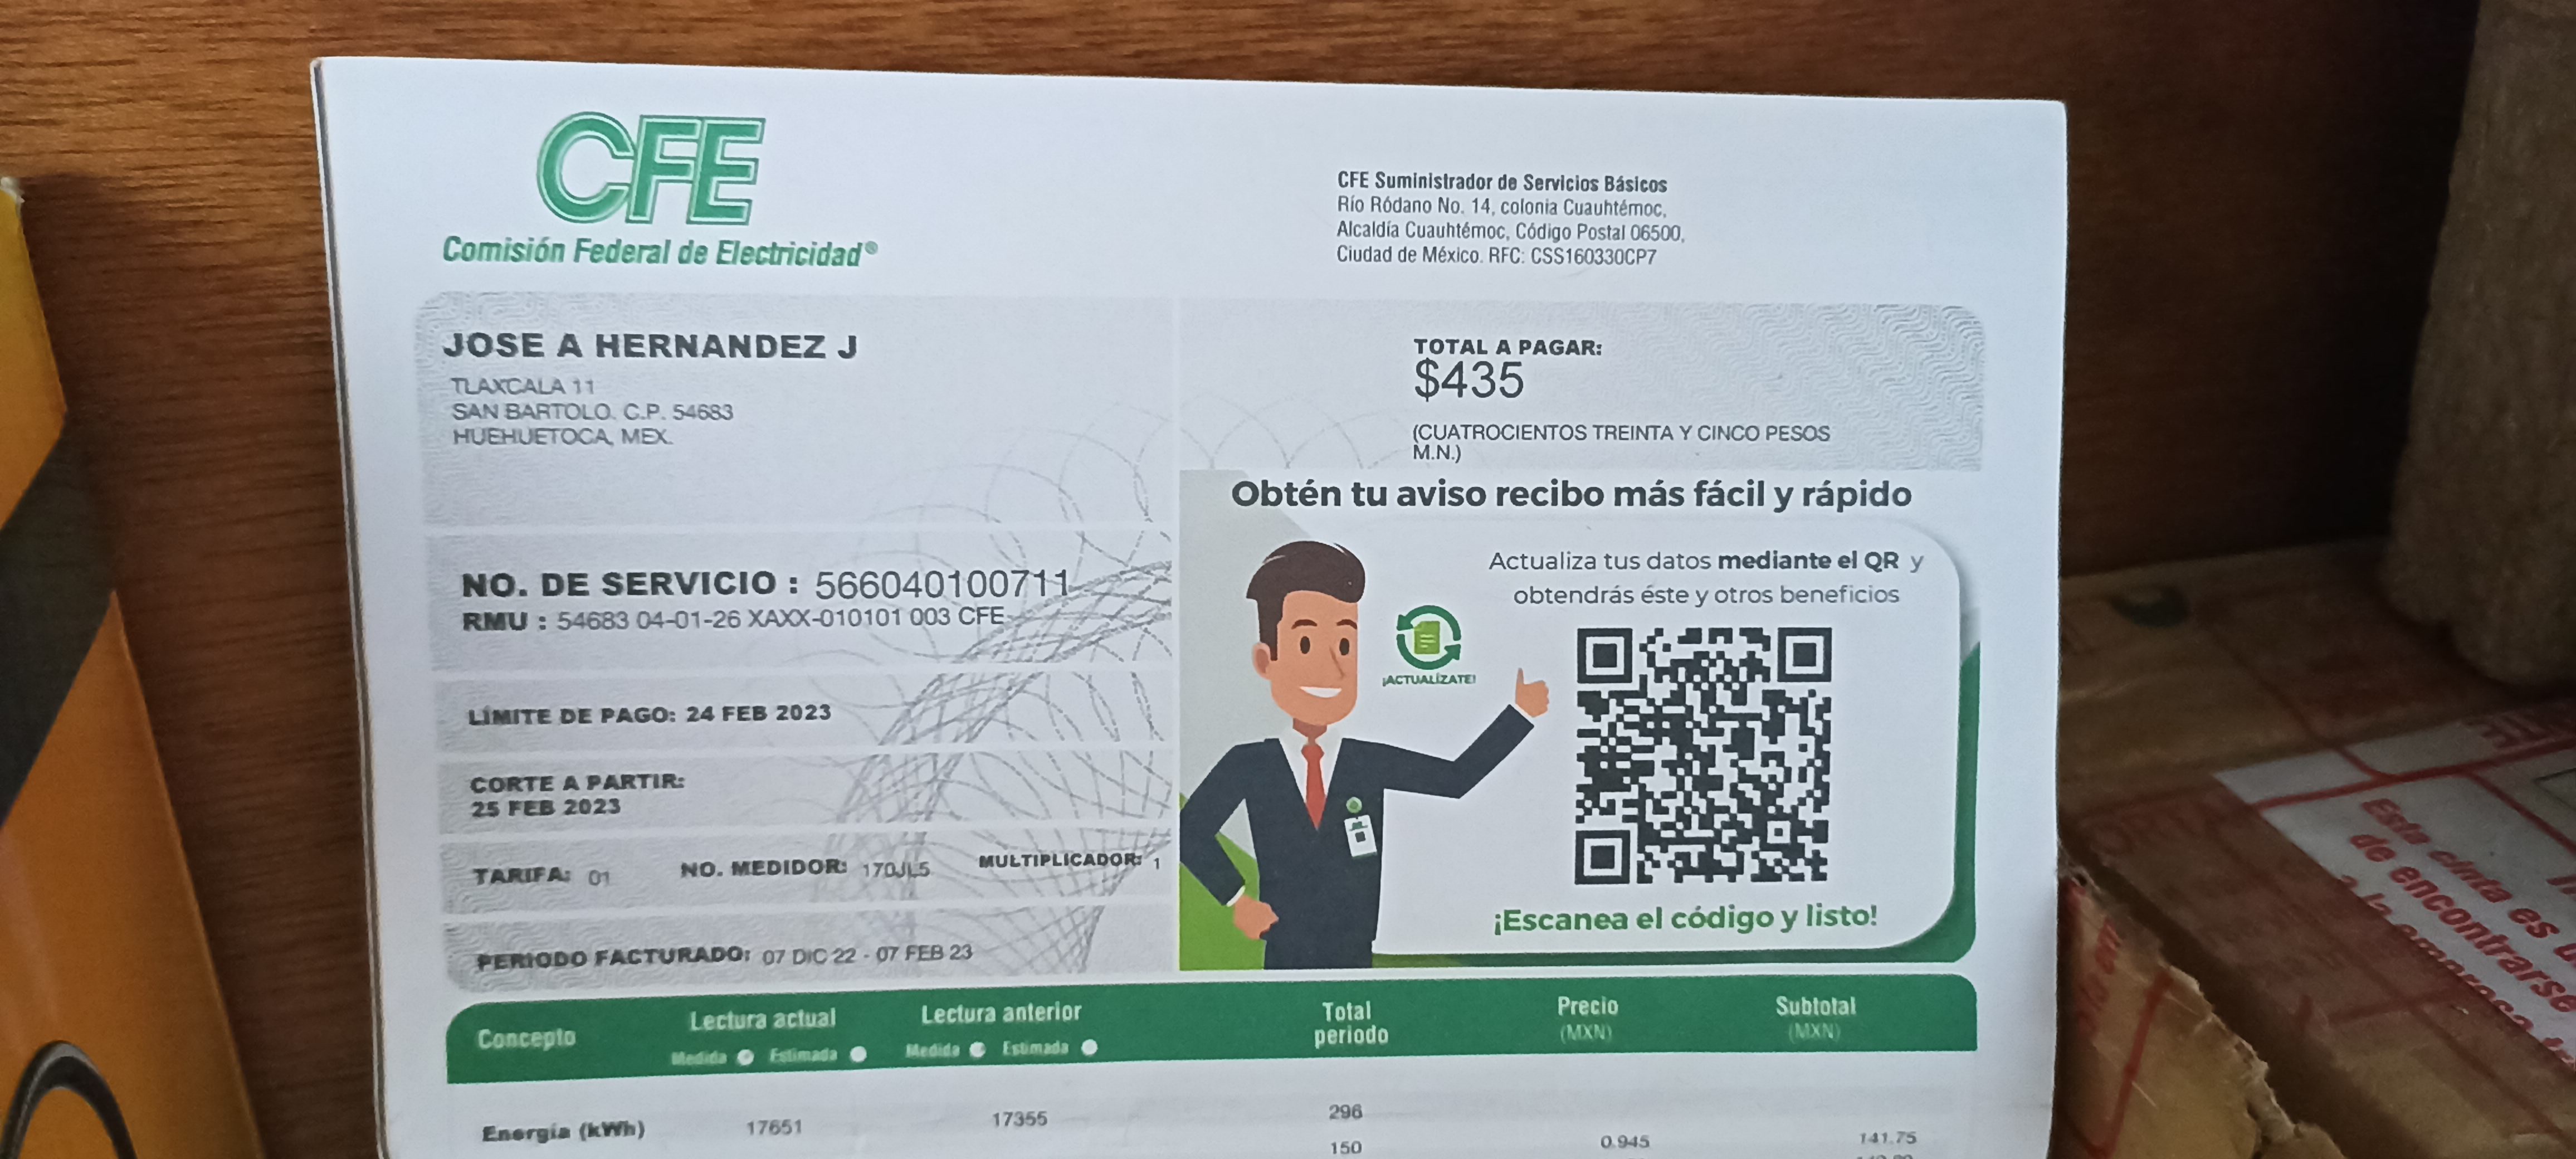 CFE
Comisión Federal de Electricidad®
CFE Suministrador de Servicios Básicos
Río Ródano No. 14, colonia Cuauhtémoc,
Alcaldía Cuauhtémoc, Código Postal 06500,
Ciudad de México. RFC: CSS160330CP7
JOSE A HERNANDEZ J
TLAXCALA 11
SAN BARTOLO. C.P. 54683
HUEHUETOCA, MEX.
TOTAL A PAGAR:
$435
(CUATROCIENTOS TREINTA Y CINCO PESOS
M.N.)
NO. DE SERVICIO : 566040100711
RMU : 54683 04-01-26 XAXX-010101 003 CFE
LÍMITE DE PAGO: 24 FEB 2023
CORTE A PARTIR:
25 FEB 2023
TARIFA: 01 NO. MEDIDOR: 170JL5 MULTIPLICADOR: 1
PERIODO FACTURADO: 07 DIC 22 - 07 FEB 23
Obtén tu aviso recibo más fácil y rápido
Actualiza tus datos mediante el QR y
obtendrás éste y otros beneficios
¡ACTUALÍZATE!
¡Escanea el código y listo!
Concepto Lectura actual Lectura anterior Total periodo Precio (MXN) Subtotal (MXN)
Medida Estimada Medida Estimada
Energía (kWh) 17651 17355 296
150 0.945 141.75
Esta cinta es
de encontrarse